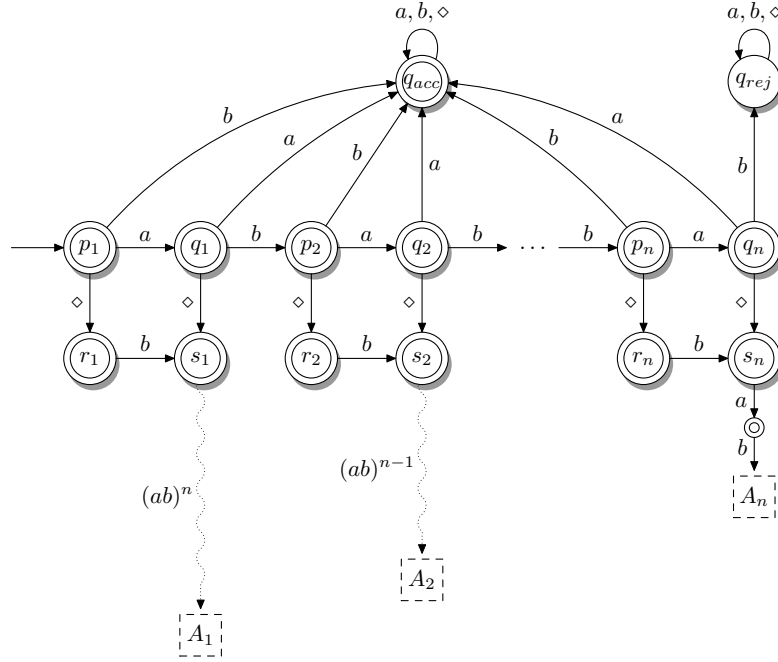 a, b, ⋄ a, b, ⋄
q_acc q_rej
b a b a b a b
p_1 a q_1 b p_2 a q_2 b ⋯ b p_n a q_n
⋄ ⋄ ⋄ ⋄ ⋄ ⋄
r_1 b s_1 r_2 b s_2 r_n b s_n
a
b
(ab)^n (ab)^{n−1} A_n
A_2
A_1